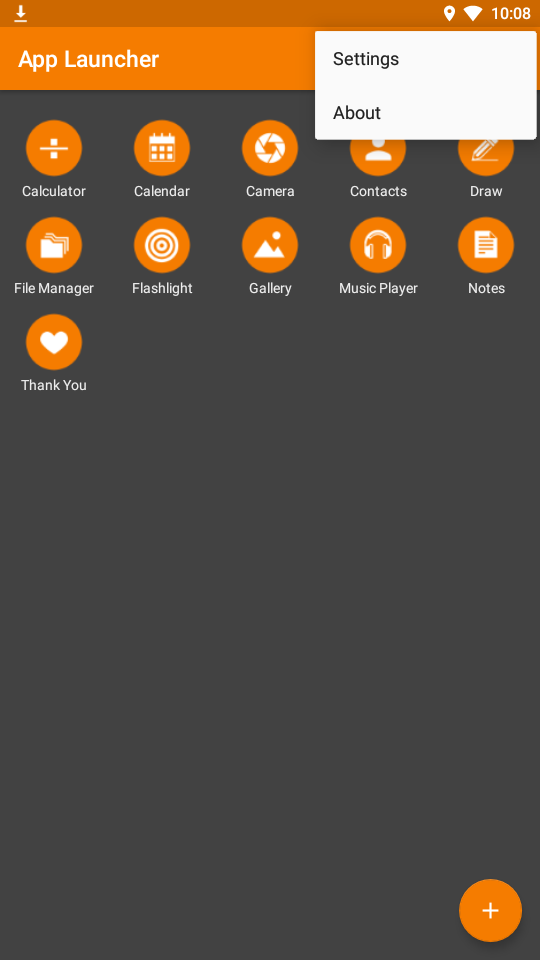 10:08
App Launcher
Settings
About
Calculator
Calendar
Camera
Contacts
Draw
File Manager
Flashlight
Gallery
Music Player
Notes
Thank You